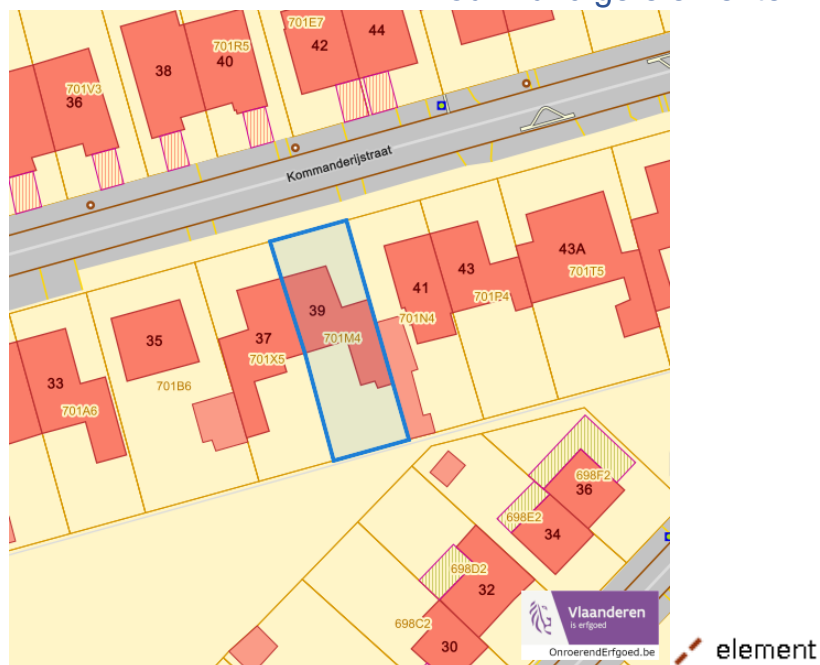 701E7
44
42
701R5
38
40
701V3
36
Kommanderijstraat
43A
701T5
43
701P4
41
701N4
39
701M4
37
701X5
35
701B6
33
701A6
698F2
36
698E2
34
698D2
32
698C2
30
Vlaanderen
is erfgoed
OnroerendErfgoed.be
element